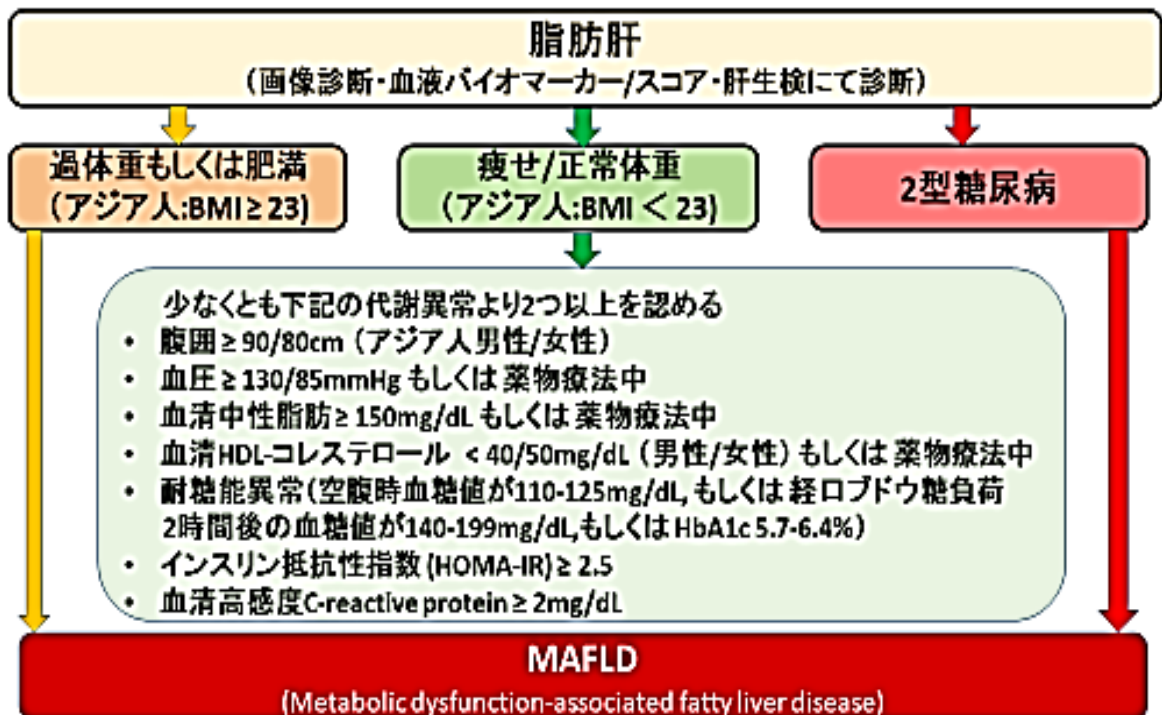 脂肪肝
(画像診断・血液バイオマーカー/スコア・肝生検にて診断)
過体重もしくは肥満
(アジア人:BMI ≥ 23)
痩せ/正常体重
(アジア人:BMI < 23)
2型糖尿病
少なくとも下記の代謝異常より2つ以上を認める
• 腹囲 ≥ 90/80cm (アジア人男性/女性)
• 血圧 ≥ 130/85mmHg もしくは 薬物療法中
• 血清中性脂肪 ≥ 150mg/dL もしくは 薬物療法中
• 血清HDL-コレステロール < 40/50mg/dL (男性/女性) もしくは 薬物療法中
• 耐糖能異常(空腹時血糖値が110-125mg/dL, もしくは 経口ブドウ糖負荷
2時間後の血糖値が140-199mg/dL,もしくは HbA1c 5.7-6.4%)
• インスリン抵抗性指数 (HOMA-IR) ≥ 2.5
• 血清高感度C-reactive protein ≥ 2mg/dL
MAFLD
(Metabolic dysfunction-associated fatty liver disease)